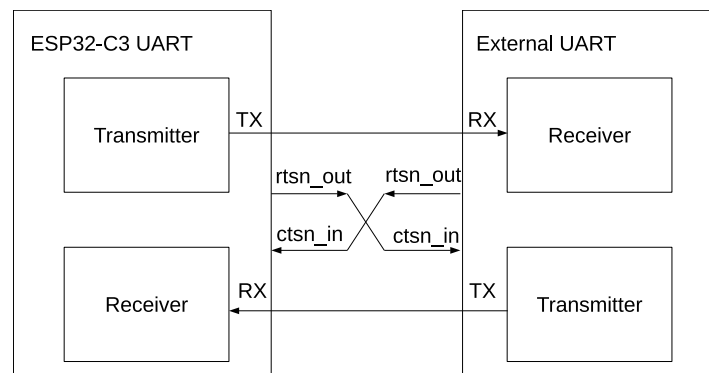 ESP32-C3 UART
External UART
Transmitter
TX
RX
Receiver
rtsn_out
rtsn_out
ctsn_in
ctsn_in
Receiver
RX
TX
Transmitter